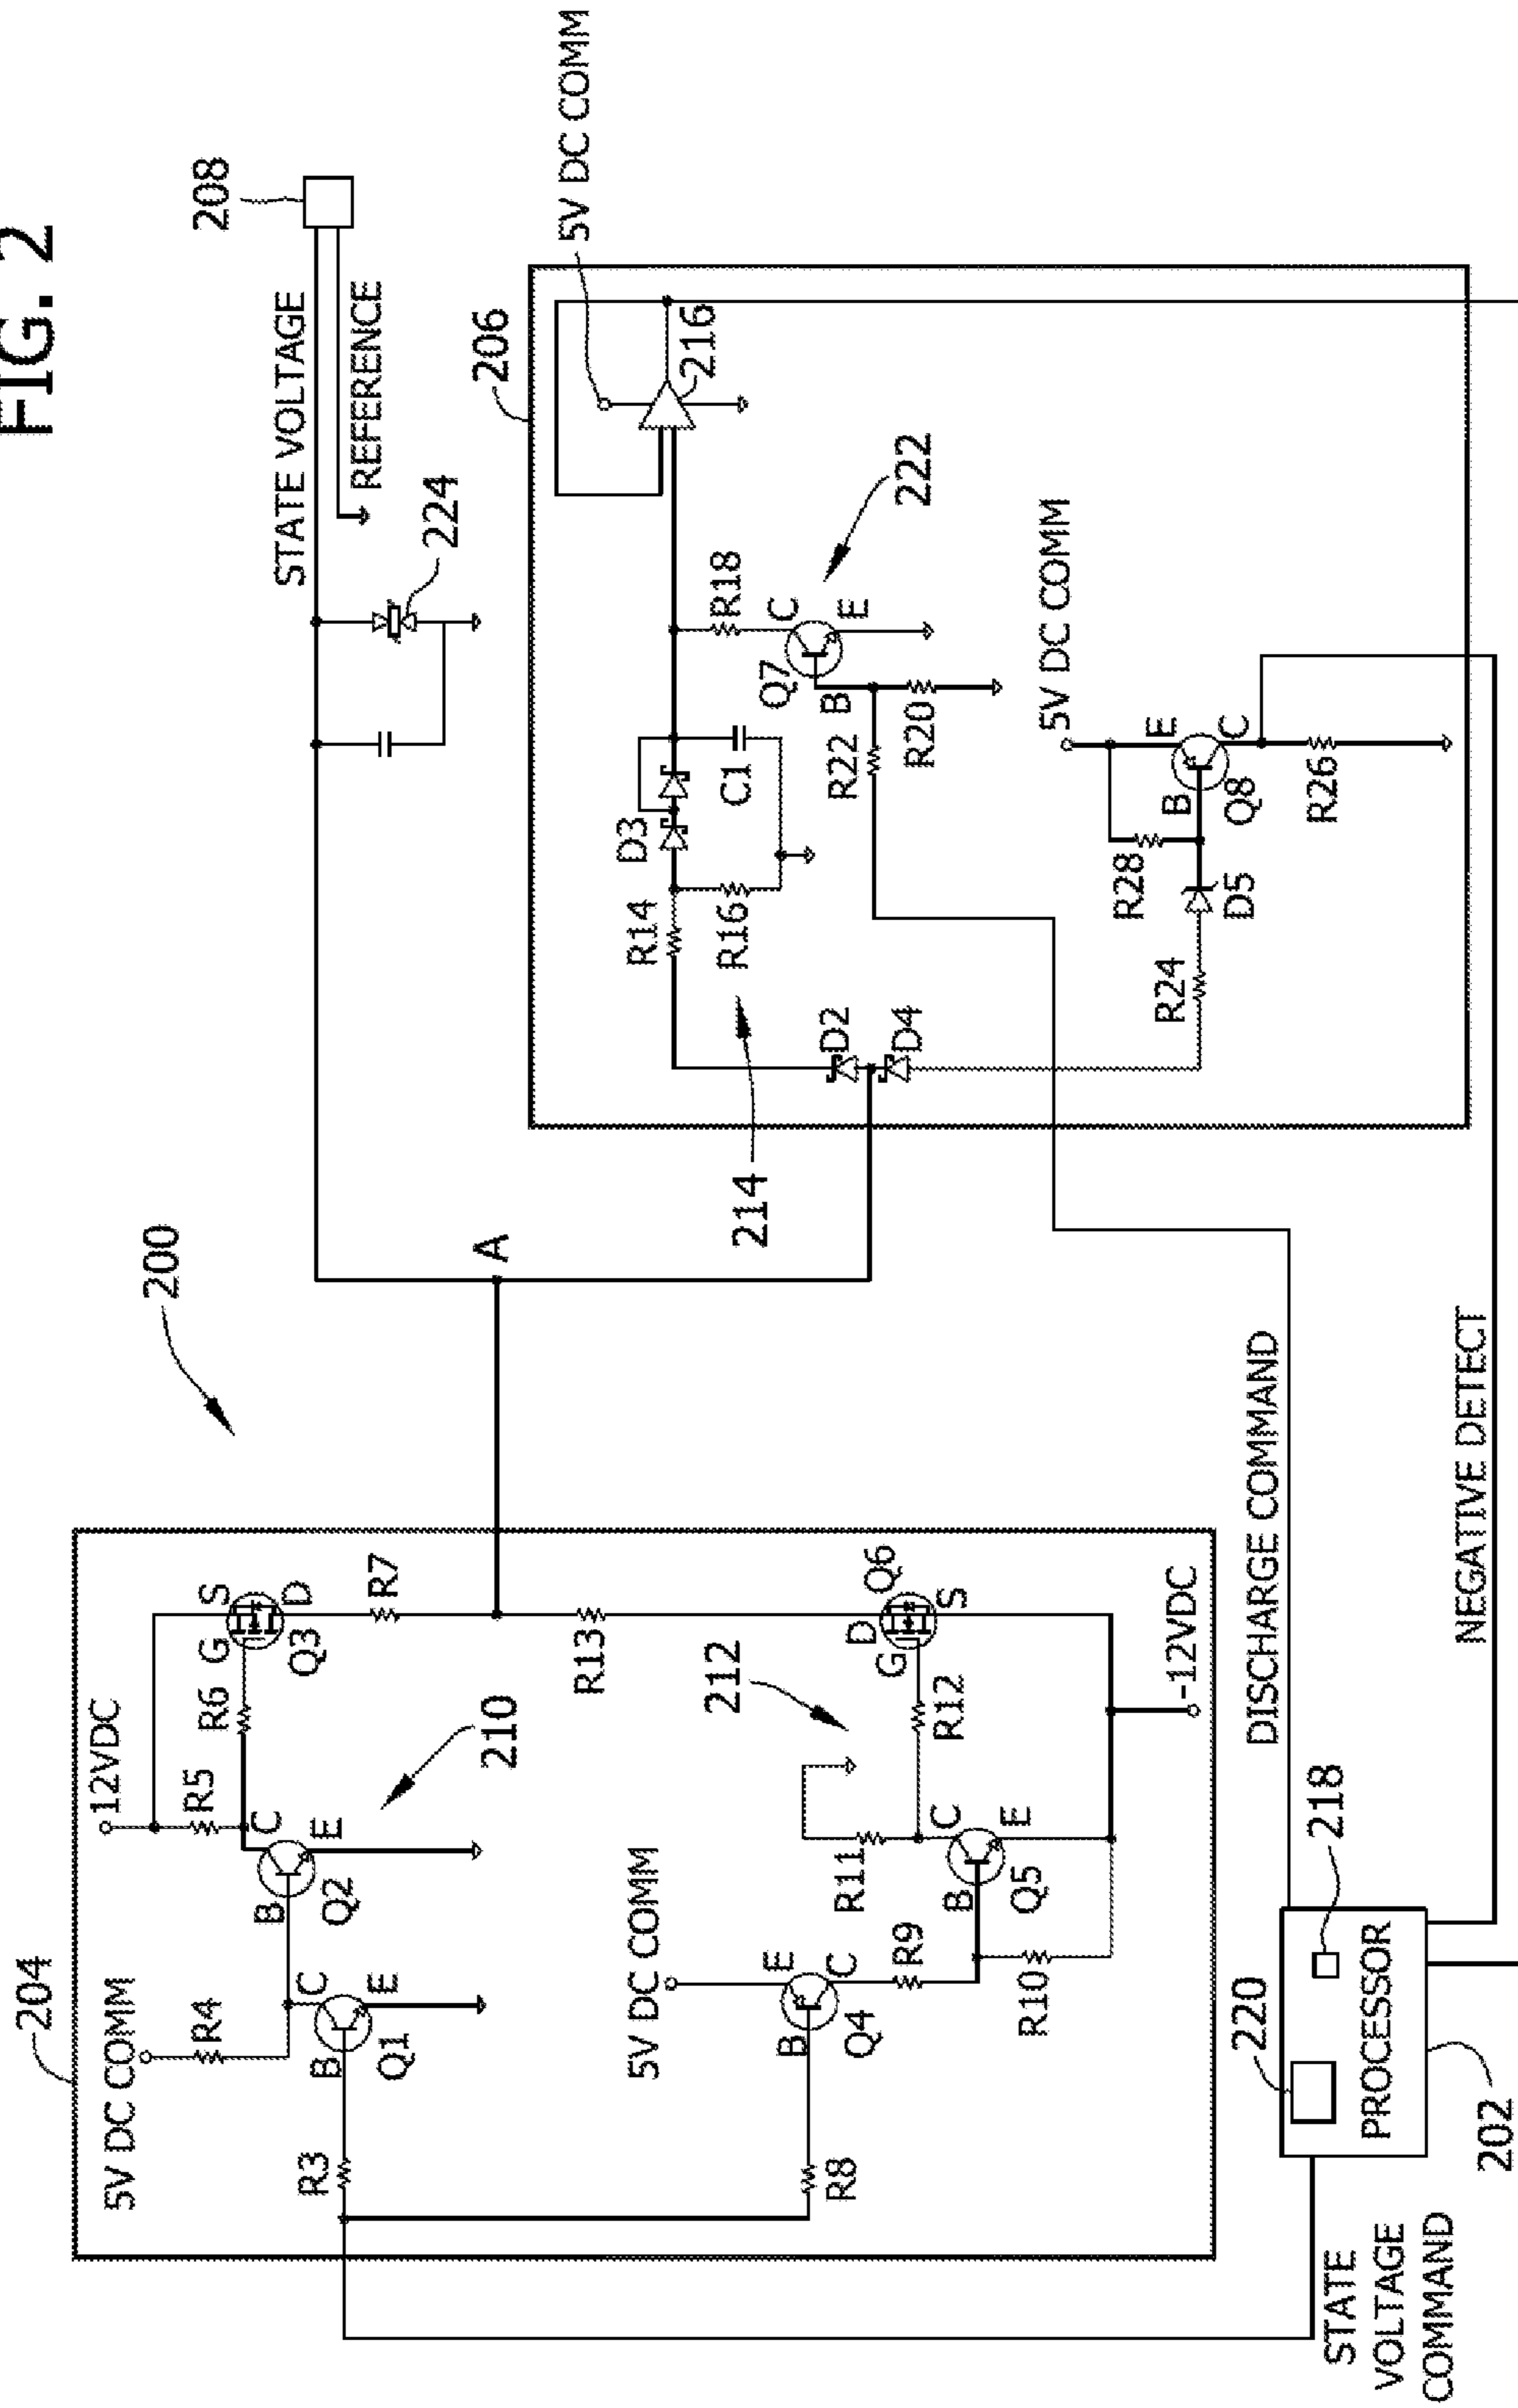 FIG. 2
200
204
5V DC COMM
12VDC
R4
R5
R6
G
S
D
Q3
R7
B
C
E
Q2
210
B
C
E
Q1
R3
R13
5V DC COMM
212
R11
R12
D
G
S
Q6
E
C
B
Q4
R8
R9
C
B
E
Q5
R10
-12VDC
A
STATE VOLTAGE
REFERENCE
208
224
206
5V DC COMM
216
D3
R14
R16
C1
R18
214
C
E
Q7
B
222
D2
D4
R22
R20
5V DC COMM
E
B
C
Q8
R28
R24
D5
R26
DISCHARGE COMMAND
NEGATIVE DETECT
220
218
PROCESSOR
202
STATE
VOLTAGE
COMMAND